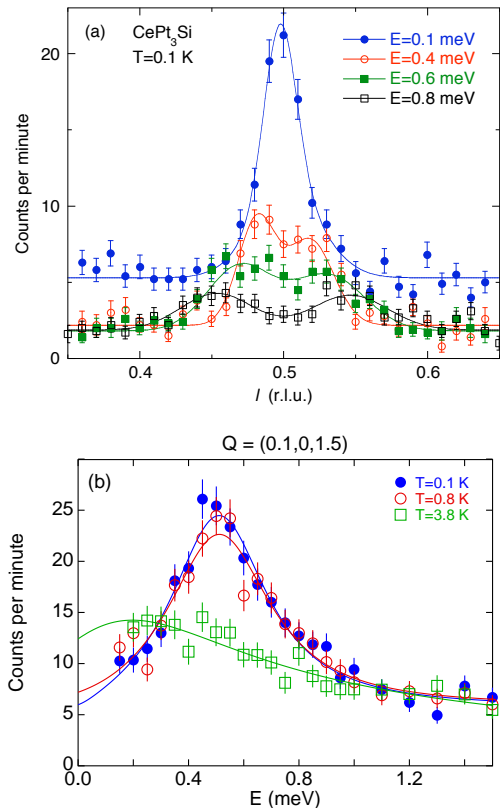 (a)
CePt3Si
T=0.1 K
E=0.1 meV
E=0.4 meV
E=0.6 meV
E=0.8 meV
Counts per minute
20
10
0
0.4
0.5
0.6
l (r.l.u.)
Q = (0.1,0,1.5)
(b)
T=0.1 K
T=0.8 K
T=3.8 K
Counts per minute
25
20
15
10
5
0
0.0
0.4
0.8
1.2
E (meV)